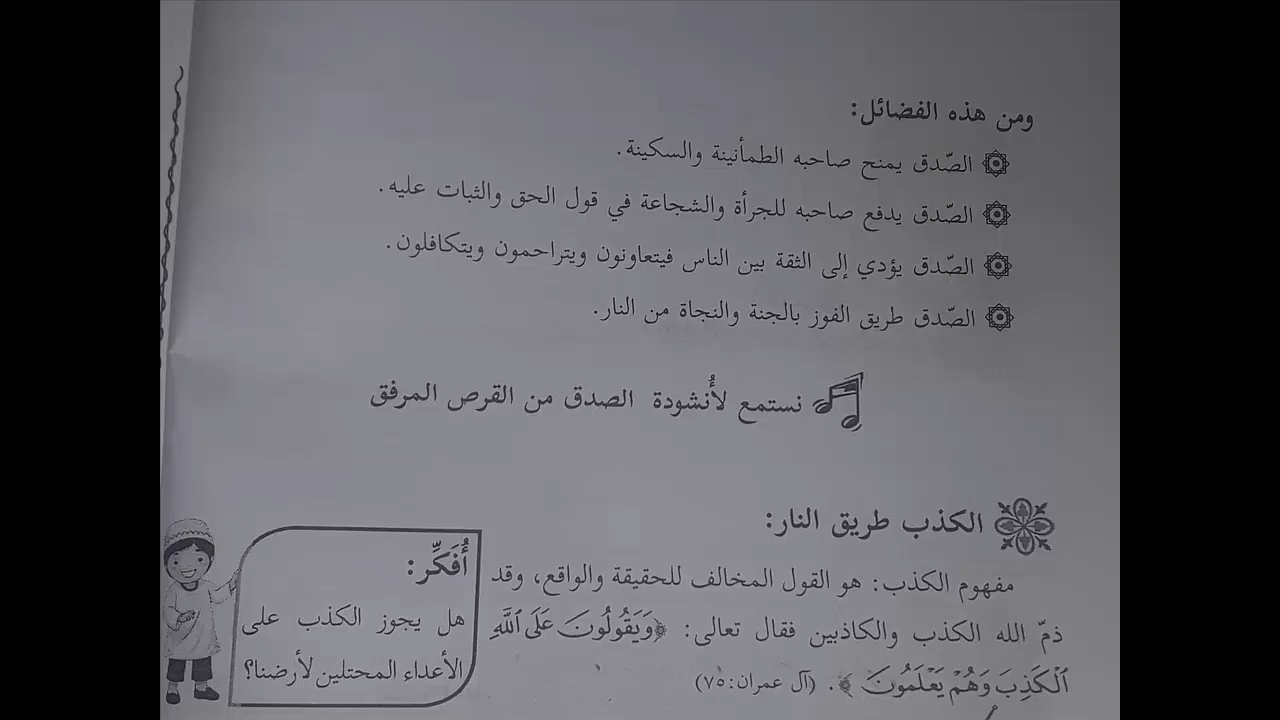 ومن هذه الفضائل:
الصّدق يمنح صاحبه الطمأنينة والسكينة.
الصّدق يدفع صاحبه للجرأة والشجاعة في قول الحق والثبات عليه.
الصّدق يؤدي إلى الثقة بين الناس فيتعاونون ويتراحمون ويتكافلون.
الصّدق طريق الفوز بالجنة والنجاة من النار.
نستمع لأُنشودة الصدق من القرص المرفق
الكذب طريق النار:
مفهوم الكذب: هو القول المخالف للحقيقة والواقع، وقد
ذمّ الله الكذب والكاذبين فقال تعالى: ﴿وَيَقُولُونَ عَلَى ٱللَّهِ
ٱلۡكَذِبَ وَهُمۡ يَعۡلَمُونَ ﴾. (آل عمران:٧٥)
أُفَكِّر:
هل يجوز الكذب على
الأعداء المحتلين لأرضنا؟